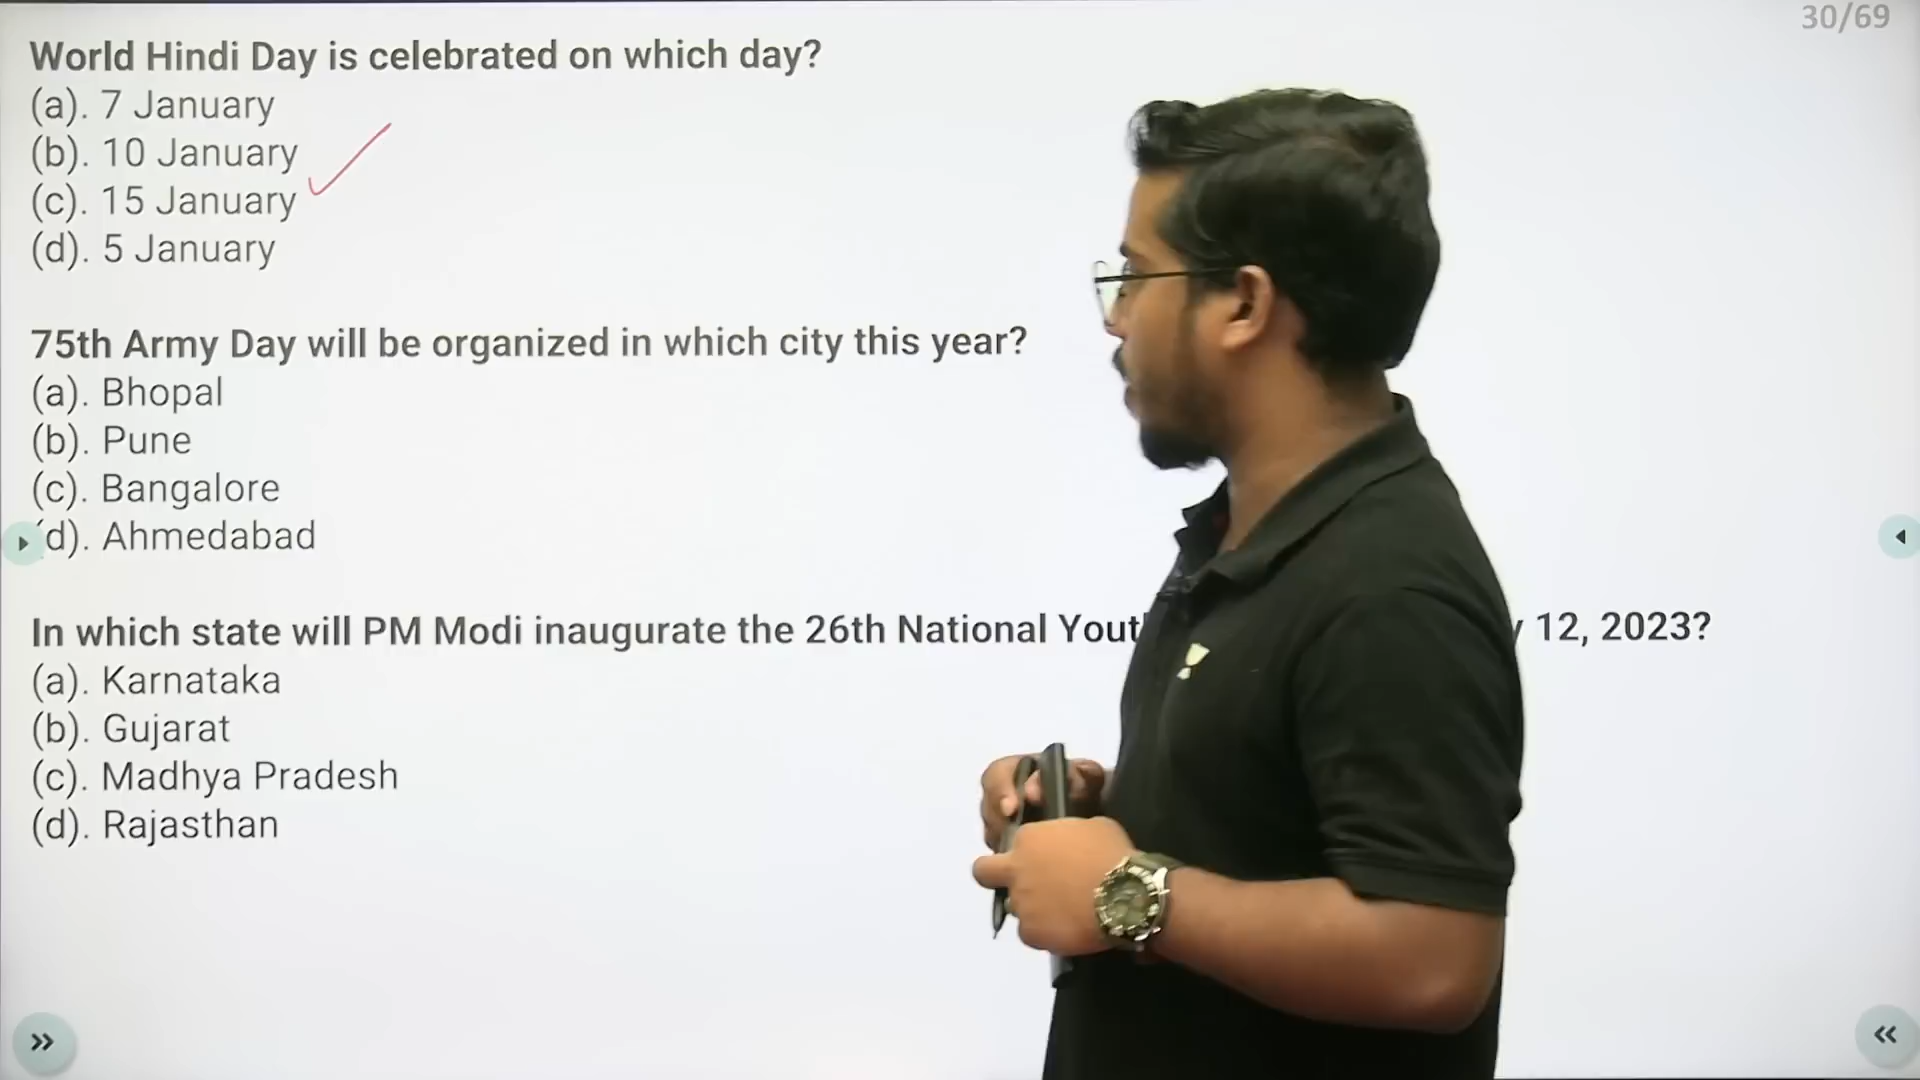 30/69
World Hindi Day is celebrated on which day?
(a). 7 January
(b). 10 January
(c). 15 January
(d). 5 January
75th Army Day will be organized in which city this year?
(a). Bhopal
(b). Pune
(c). Bangalore
(d). Ahmedabad
In which state will PM Modi inaugurate the 26th National 12, 2023?
(a). Karnataka
(b). Gujarat
(c). Madhya Pradesh
(d). Rajasthan